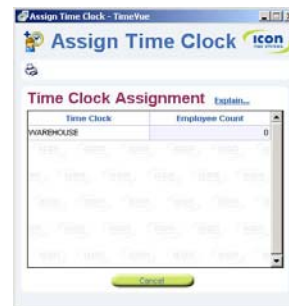 Assign Time Clock - TimeVue
Assign Time Clock
icon
Time Clock Assignment Explain...
Time Clock Employee Count
WAREHOUSE 0
Cancel